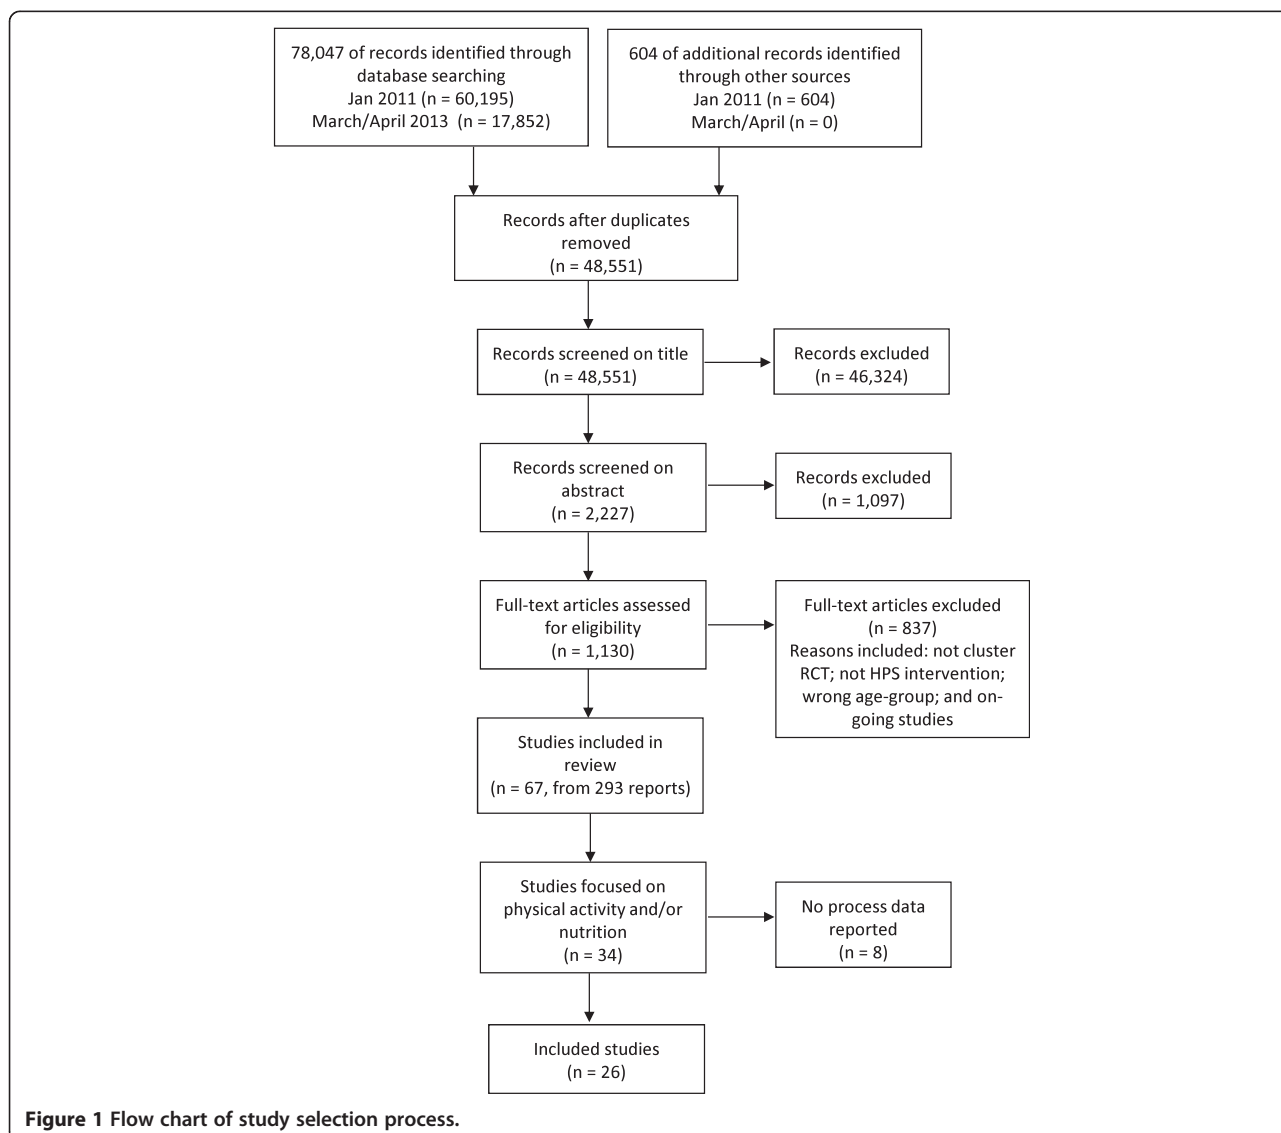 78,047 of records identified through
database searching
Jan 2011 (n = 60,195)
March/April 2013 (n = 17,852)
604 of additional records identified
through other sources
Jan 2011 (n = 604)
March/April (n = 0)
Records after duplicates
removed
(n = 48,551)
Records screened on title
(n = 48,551)
Records excluded
(n = 46,324)
Records screened on
abstract
(n = 2,227)
Records excluded
(n = 1,097)
Full-text articles assessed
for eligibility
(n = 1,130)
Full-text articles excluded
(n = 837)
Reasons included: not cluster
RCT; not HPS intervention;
wrong age-group; and on-
going studies
Studies included in
review
(n = 67, from 293 reports)
Studies focused on
physical activity and/or
nutrition
(n = 34)
No process data
reported
(n = 8)
Included studies
(n = 26)
Figure 1 Flow chart of study selection process.